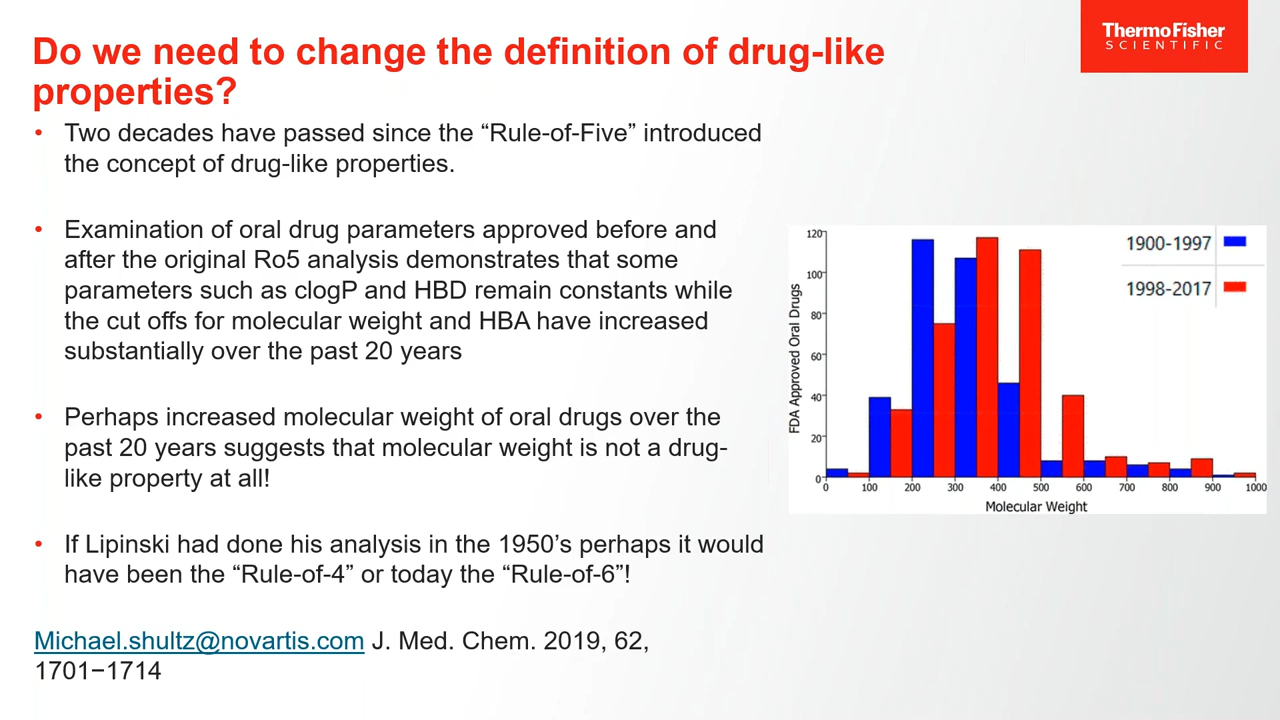 ThermoFisher
SCIENTIFIC
Do we need to change the definition of drug-like
properties?
• Two decades have passed since the “Rule-of-Five” introduced
the concept of drug-like properties.
• Examination of oral drug parameters approved before and
after the original Ro5 analysis demonstrates that some
parameters such as clogP and HBD remain constants while
the cut offs for molecular weight and HBA have increased
substantially over the past 20 years
• Perhaps increased molecular weight of oral drugs over the
past 20 years suggests that molecular weight is not a drug-
like property at all!
• If Lipinski had done his analysis in the 1950’s perhaps it would
have been the “Rule-of-4” or today the “Rule-of-6”!
Michael.shultz@novartis.com J. Med. Chem. 2019, 62,
1701−1714
1900-1997
1998-2017
FDA Approved Oral Drugs
120
100
80
60
40
20
0
0 100 200 300 400 500 600 700 800 900 1000
Molecular Weight